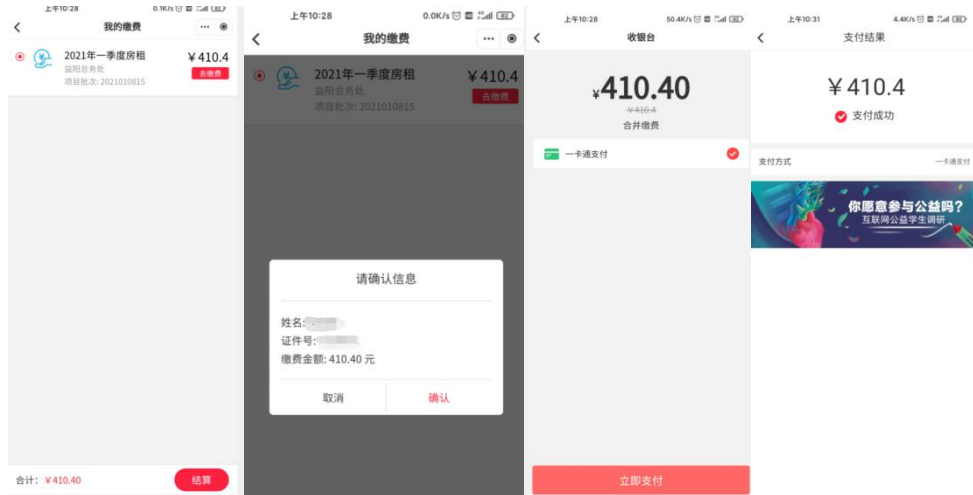 上午10:28
0.1K/s
我的缴费
2021年一季度房租
¥410.4
益阳总务处
去缴费
项目批次: 2021010815
合计: ¥410.40
结算
上午10:28
0.0K/s
我的缴费
2021年一季度房租
¥410.4
益阳总务处
去缴费
项目批次: 2021010815
请确认信息
姓名:
证件号:
缴费金额: 410.40 元
取消
确认
上午10:28
50.4K/s
收银台
¥410.40
¥410.4
合并缴费
一卡通支付
立即支付
上午10:31
4.4K/s
支付结果
¥410.4
支付成功
支付方式
一卡通支付
你愿意参与公益吗?
互联网公益学生调研